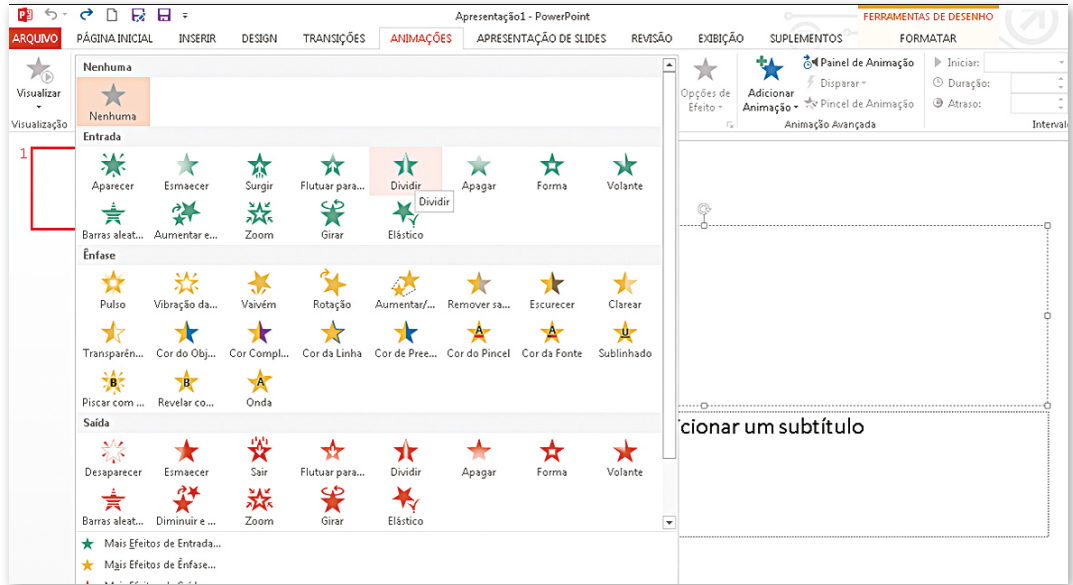 Apresentação1 - PowerPoint
FERRAMENTAS DE DESENHO
ARQUIVO PÁGINA INICIAL INSERIR DESIGN TRANSIÇÕES ANIMAÇÕES APRESENTAÇÃO DE SLIDES REVISÃO EXIBIÇÃO SUPLEMENTOS FORMATAR
Visualizar
Visualização
Opções de
Efeito
Adicionar
Animação
Painel de Animação
Disparar
Pincel de Animação
Animação Avançada
Iniciar:
Duração:
Atraso:
Intervalo
Nenhuma
Nenhuma
Entrada
Aparecer Esmaecer Surgir Flutuar para... Dividir Apagar Forma Volante
Dividir
Barras aleat... Aumentar e... Zoom Girar Elástico
Ênfase
Pulso Vibração da... Vaivém Rotação Aumentar/... Remover sa... Escurecer Clarear
Transparên... Cor do Obj... Cor Compl... Cor da Linha Cor de Pree... Cor do Pincel Cor da Fonte Sublinhado
Piscar com ... Revelar co... Onda
Saída
Desaparecer Esmaecer Sair Flutuar para... Dividir Apagar Forma Volante
Barras aleat... Diminuir e ... Zoom Girar Elástico
Mais Efeitos de Entrada...
Mais Efeitos de Ênfase...
1
cionar um subtítulo